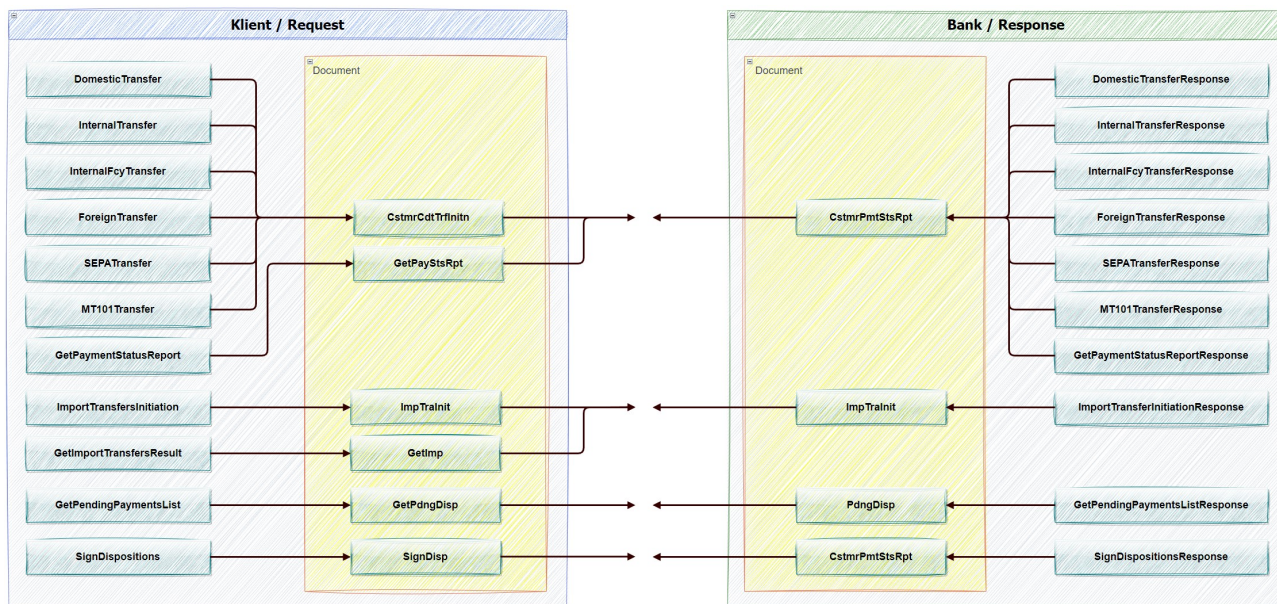 Klient / Request
Document
DomesticTransfer
InternalTransfer
InternalFcyTransfer
ForeignTransfer
CstmrCdtTrfInitn
SEPATransfer
GetPayStsRpt
MT101Transfer
GetPaymentStatusReport
ImportTransfersInitiation
ImpTraInit
GetImportTransfersResult
GetImp
GetPendingPaymentsList
GetPdngDisp
SignDispositions
SignDisp
Bank / Response
Document
DomesticTransferResponse
InternalTransferResponse
InternalFcyTransferResponse
CstmrPmtStsRpt
ForeignTransferResponse
SEPATransferResponse
MT101TransferResponse
GetPaymentStatusReportResponse
ImpTraInit
ImportTransferInitiationResponse
PdngDisp
GetPendingPaymentsListResponse
CstmrPmtStsRpt
SignDispositionsResponse